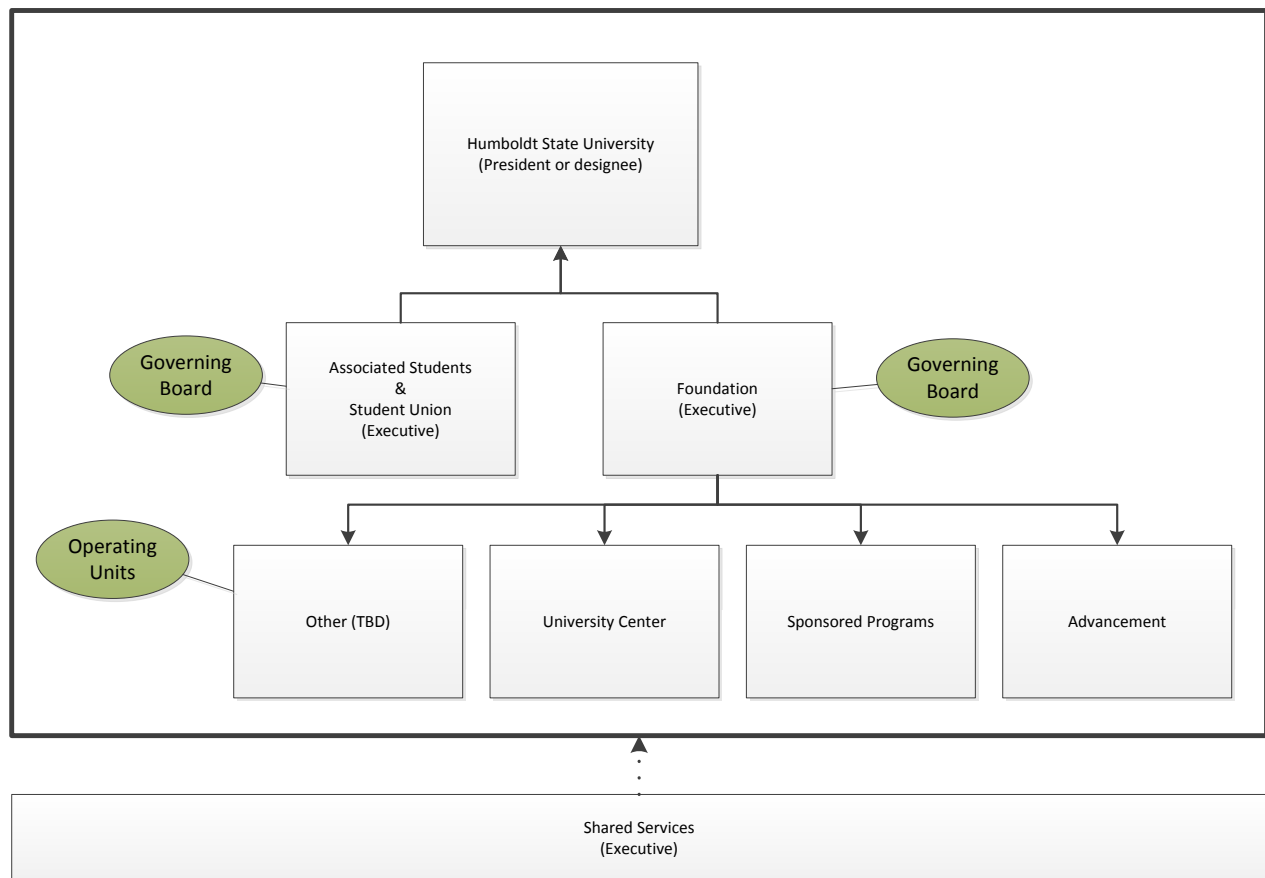 Humboldt State University
(President or designee)
Governing
Board
Associated Students
&
Student Union
(Executive)
Foundation
(Executive)
Governing
Board
Operating
Units
Other (TBD)
University Center
Sponsored Programs
Advancement
Shared Services
(Executive)